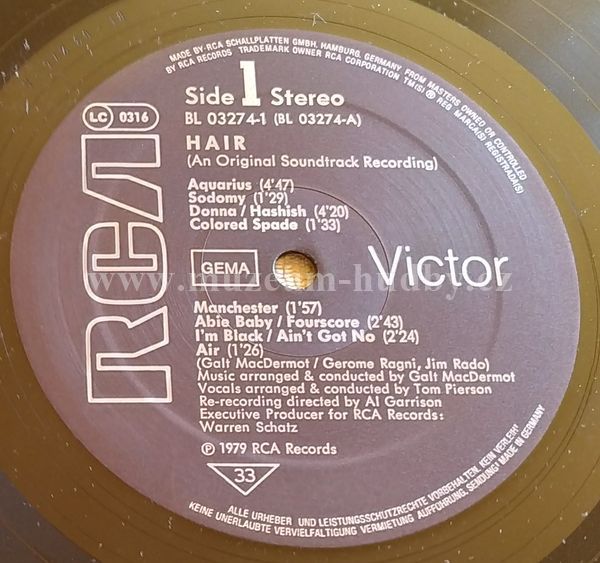 MADE BY RCA SCHALLPLATTEN GMBH, HAMBURG, GERMANY FROM MASTERS OWNED OR CONTROLLED
BY RCA RECORDS TRADEMARK OWNER RCA CORPORATION TM(S) ® REG MARCA(S) REGISTRADA(S)
LC 0316
Side 1 Stereo
BL 03274-1 (BL 03274-A)
HAIR
(An Original Soundtrack Recording)
Aquarius (4'47)
Sodomy (1'29)
Donna / Hashish (4'20)
Colored Spade (1'33)
RCA
GEMA
Victor
www.muzeum-hudby.cz
Manchester (1'57)
Abie Baby / Fourscore (2'43)
I'm Black / Ain't Got No (2'24)
Air (1'26)
(Galt MacDermot / Gerome Ragni, Jim Rado)
Music arranged & conducted by Galt MacDermot
Vocals arranged & conducted by Tom Pierson
Re-recording directed by Al Garrison
Executive Producer for RCA Records:
Warren Schatz
℗ 1979 RCA Records
33
ALLE URHEBER UND LEISTUNGSSCHUTZRECHTE VORBEHALTEN. KEIN VERLEIH!
KEINE UNERLAUBTE VERVIELFÄLTIGUNG VERMIETUNG AUFFÜHRUNG, SENDUNG! MADE IN GERMANY